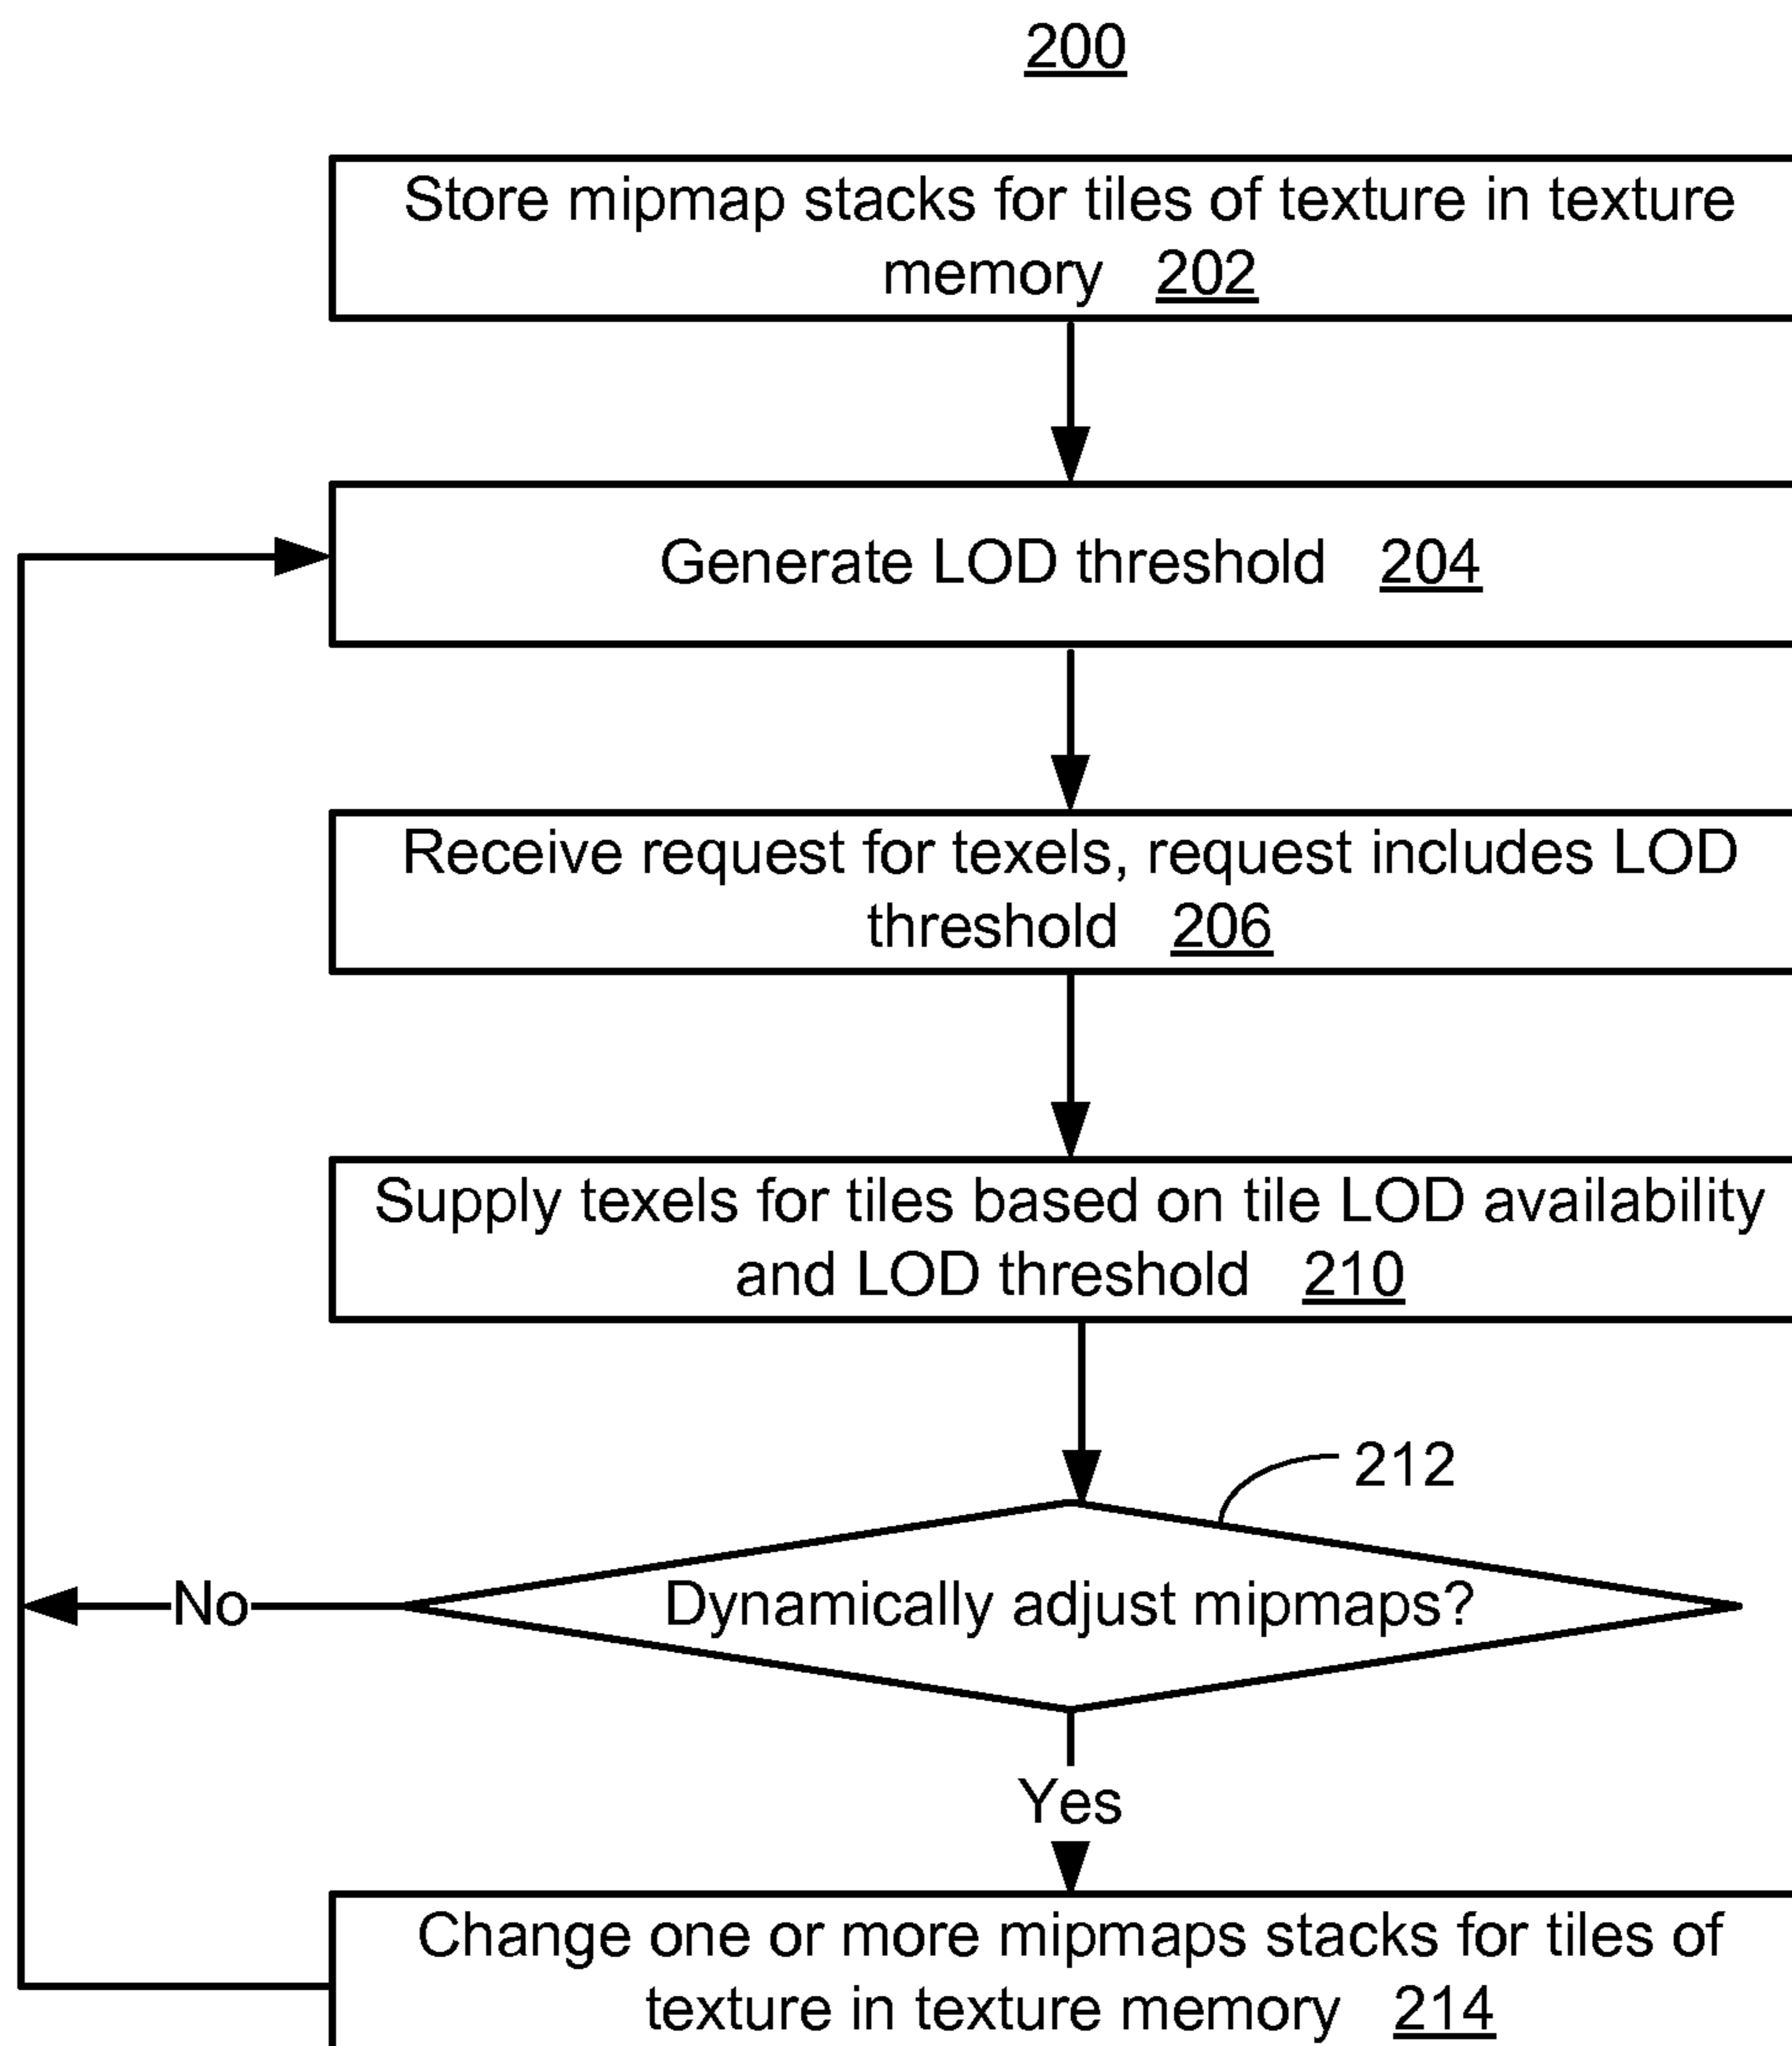 200
Store mipmap stacks for tiles of texture in texture
memory 202
Generate LOD threshold 204
Receive request for texels, request includes LOD
threshold 206
Supply texels for tiles based on tile LOD availability
and LOD threshold 210
212
Dynamically adjust mipmaps?
No
Yes
Change one or more mipmaps stacks for tiles of
texture in texture memory 214